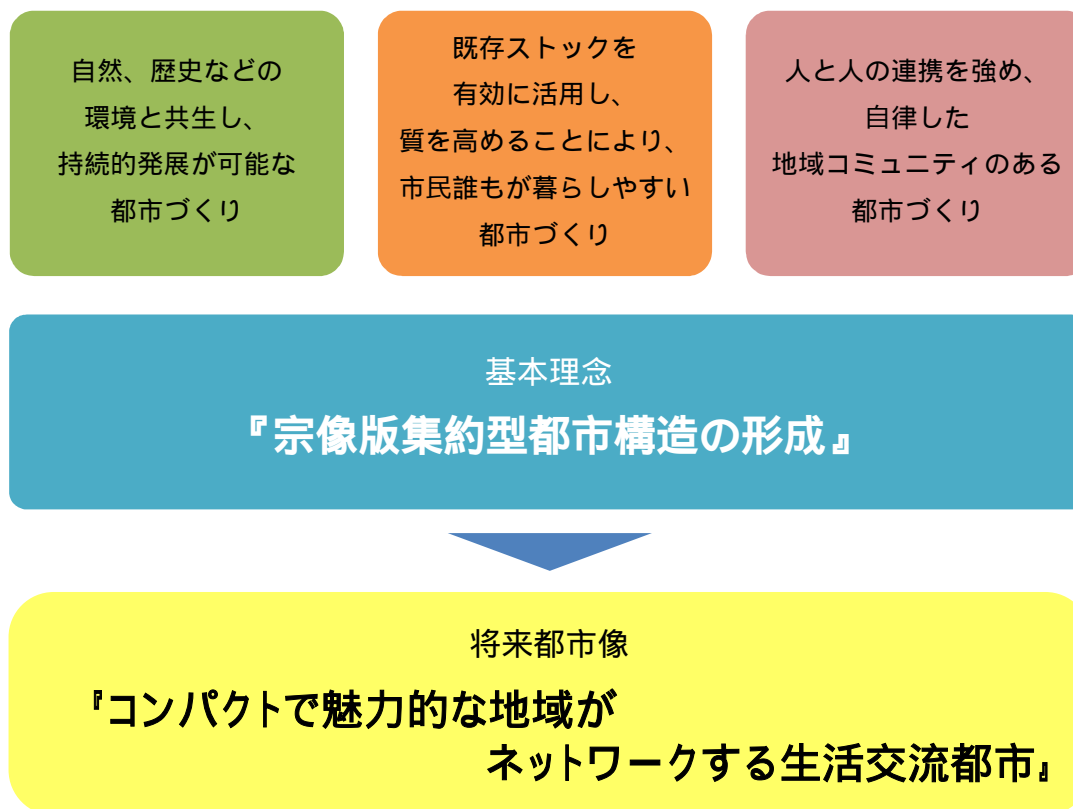 自然、歴史などの
環境と共生し、
持続的発展が可能な
都市づくり
既存ストックを
有効に活用し、
質を高めることにより、
市民誰もが暮らしやすい
都市づくり
人と人の連携を強め、
自律した
地域コミュニティのある
都市づくり
基本理念
『宗像版集約型都市構造の形成』
将来都市像
『コンパクトで魅力的な地域が
ネットワークする生活交流都市』